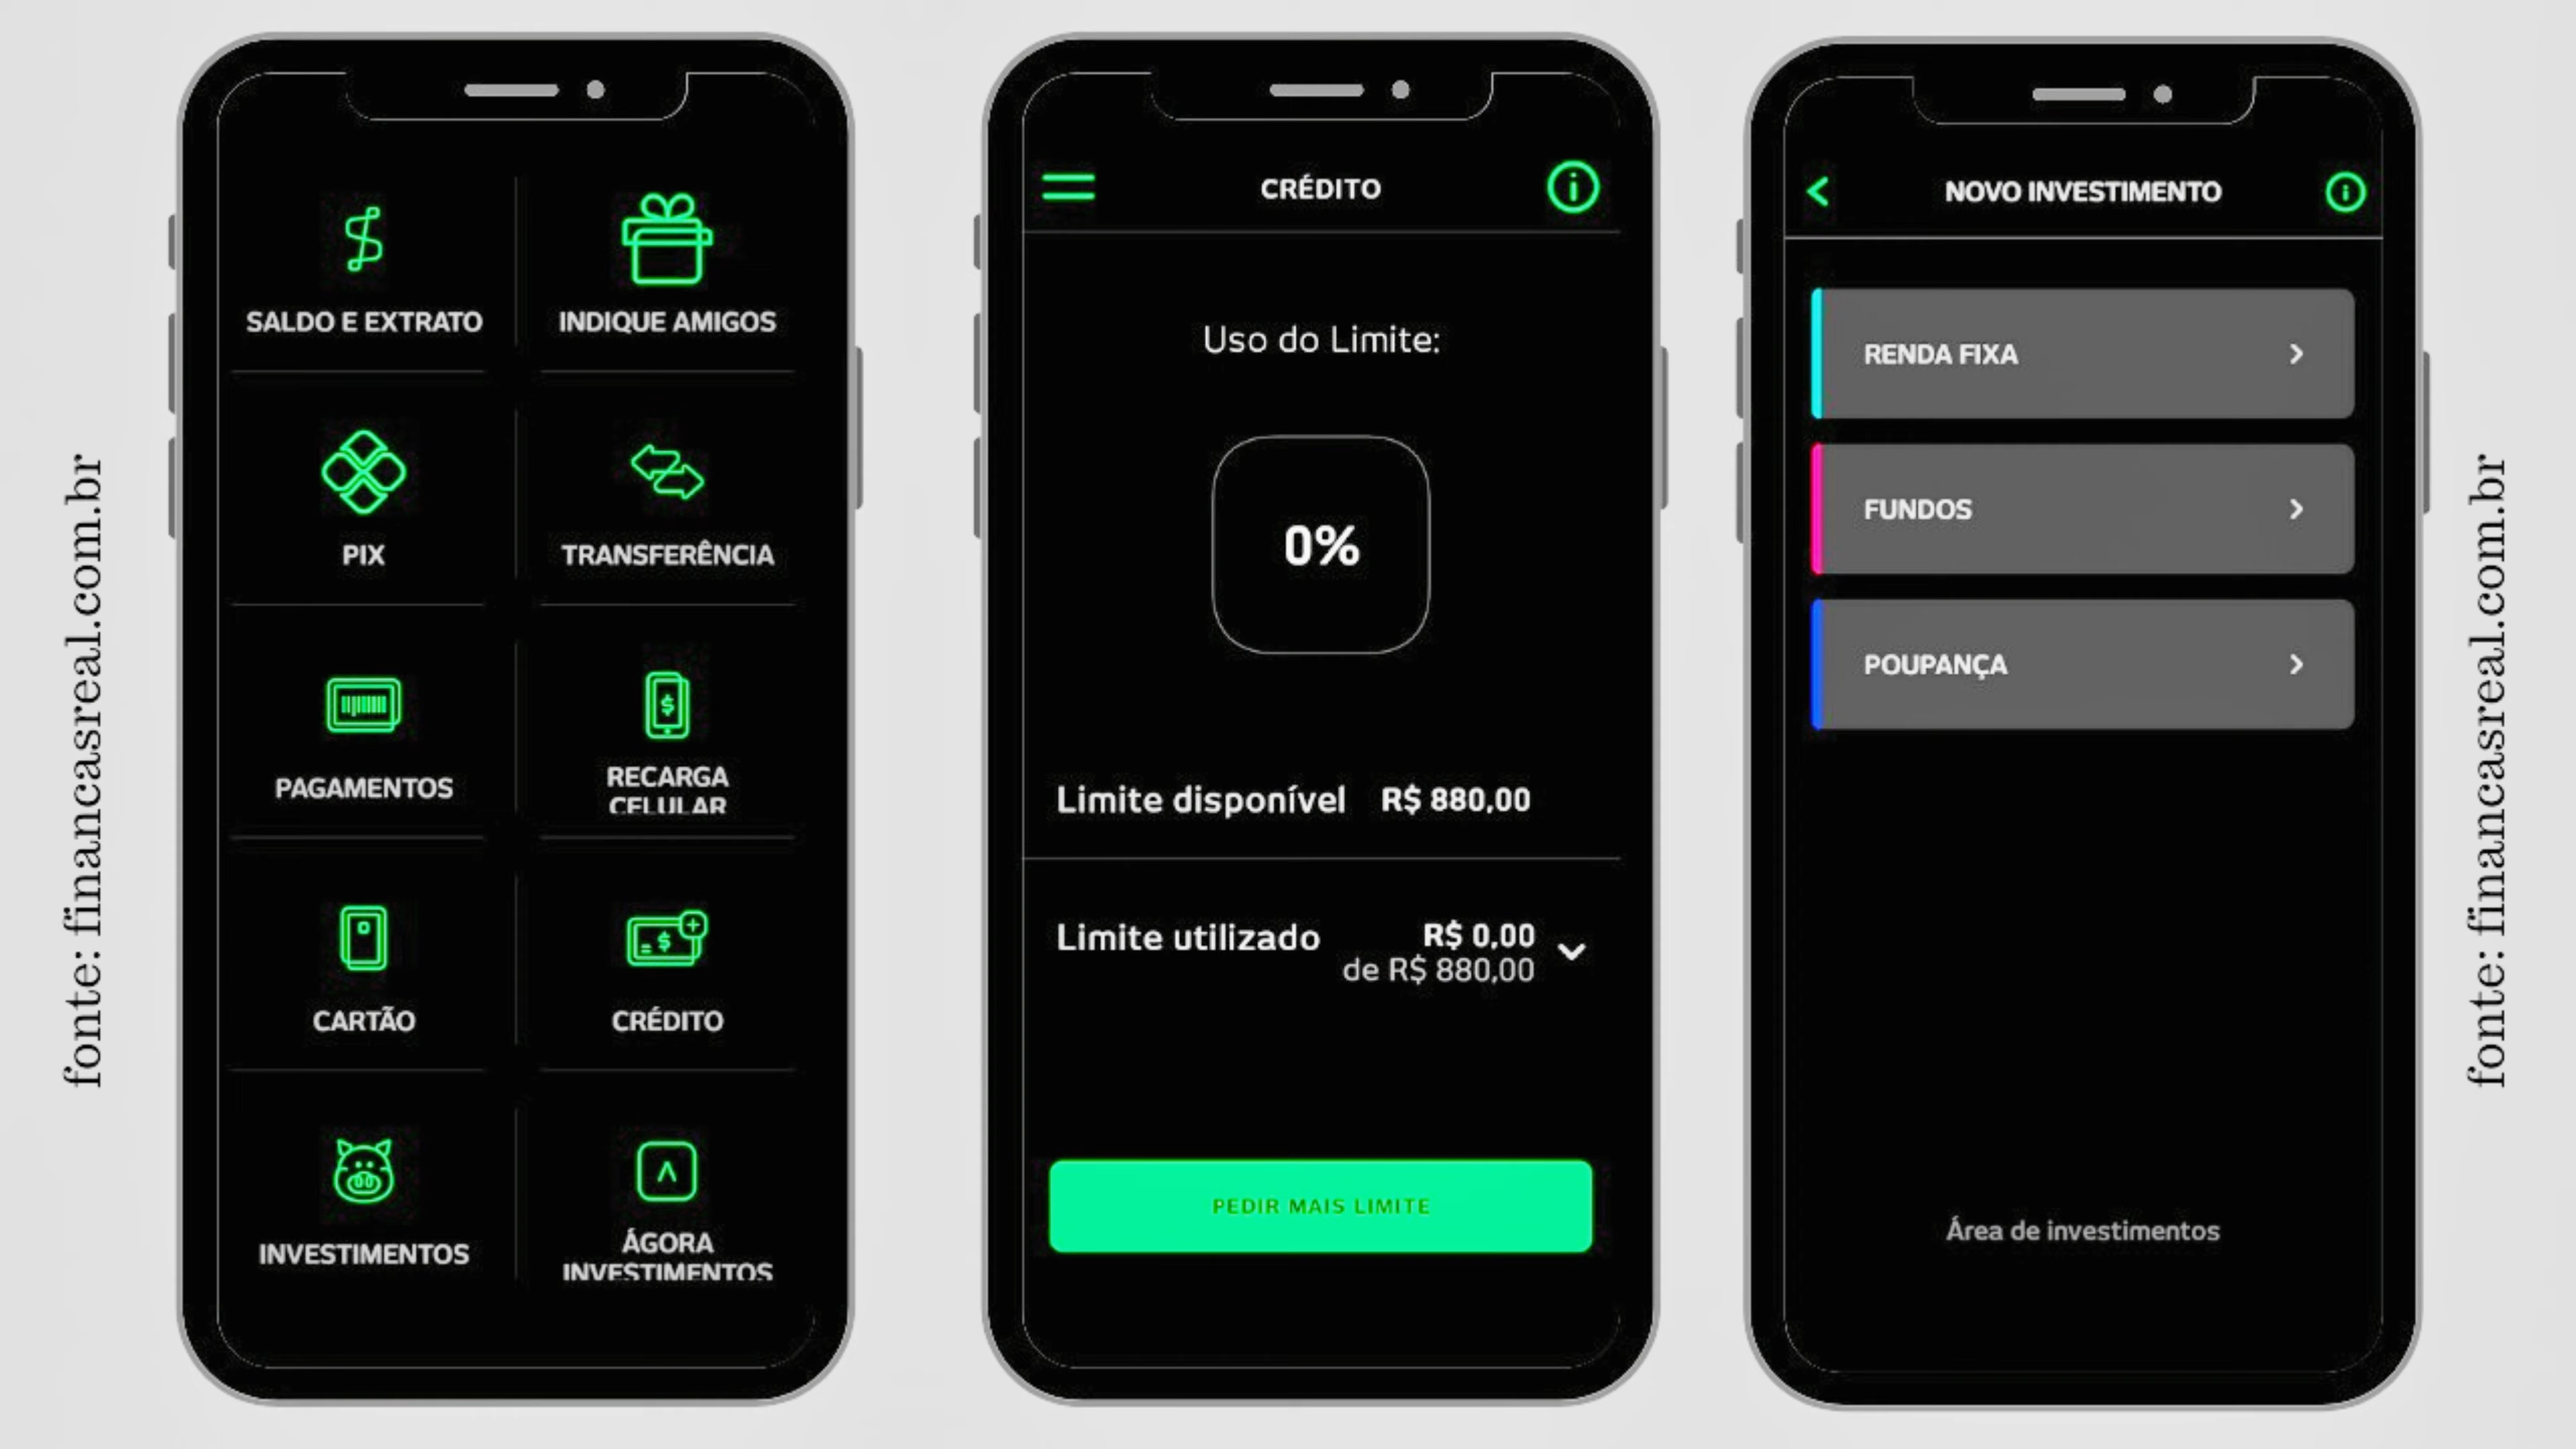 fonte: financasreal.com.br
SALDO E EXTRATO
INDIQUE AMIGOS
PIX
TRANSFERÊNCIA
PAGAMENTOS
RECARGA
CELULAR
CARTÃO
CRÉDITO
INVESTIMENTOS
ÁGORA
INVESTIMENTOS
CRÉDITO
Uso do Limite:
0%
Limite disponível R$ 880,00
Limite utilizado R$ 0,00
de R$ 880,00
PEDIR MAIS LIMITE
NOVO INVESTIMENTO
RENDA FIXA
FUNDOS
POUPANÇA
Área de investimentos
fonte: financasreal.com.br